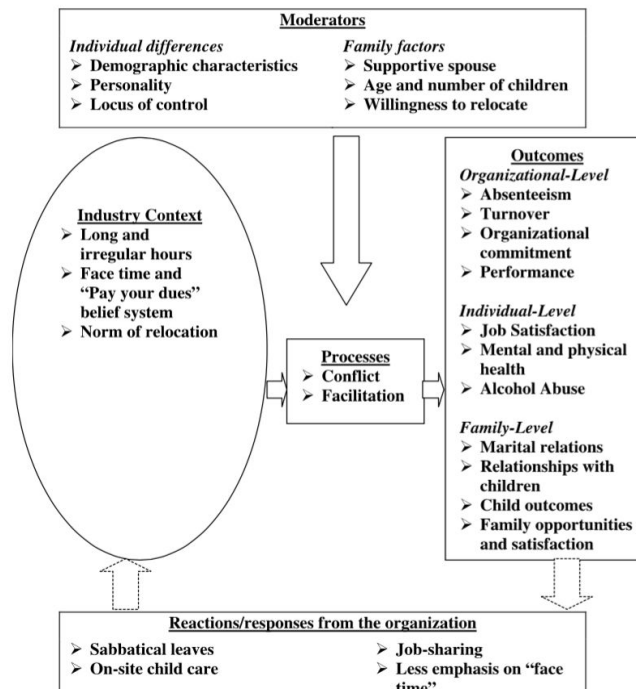 Moderators
Individual differences
➢ Demographic characteristics
➢ Personality
➢ Locus of control
Family factors
➢ Supportive spouse
➢ Age and number of children
➢ Willingness to relocate
Industry Context
➢ Long and
irregular hours
➢ Face time and
“Pay your dues”
belief system
➢ Norm of relocation
Processes
➢ Conflict
➢ Facilitation
Outcomes
Organizational-Level
➢ Absenteeism
➢ Turnover
➢ Organizational
commitment
➢ Performance
Individual-Level
➢ Job Satisfaction
➢ Mental and physical
health
➢ Alcohol Abuse
Family-Level
➢ Marital relations
➢ Relationships with
children
➢ Child outcomes
➢ Family opportunities
and satisfaction
Reactions/responses from the organization
➢ Sabbatical leaves
➢ On-site child care
➢ Job-sharing
➢ Less emphasis on “face
time”